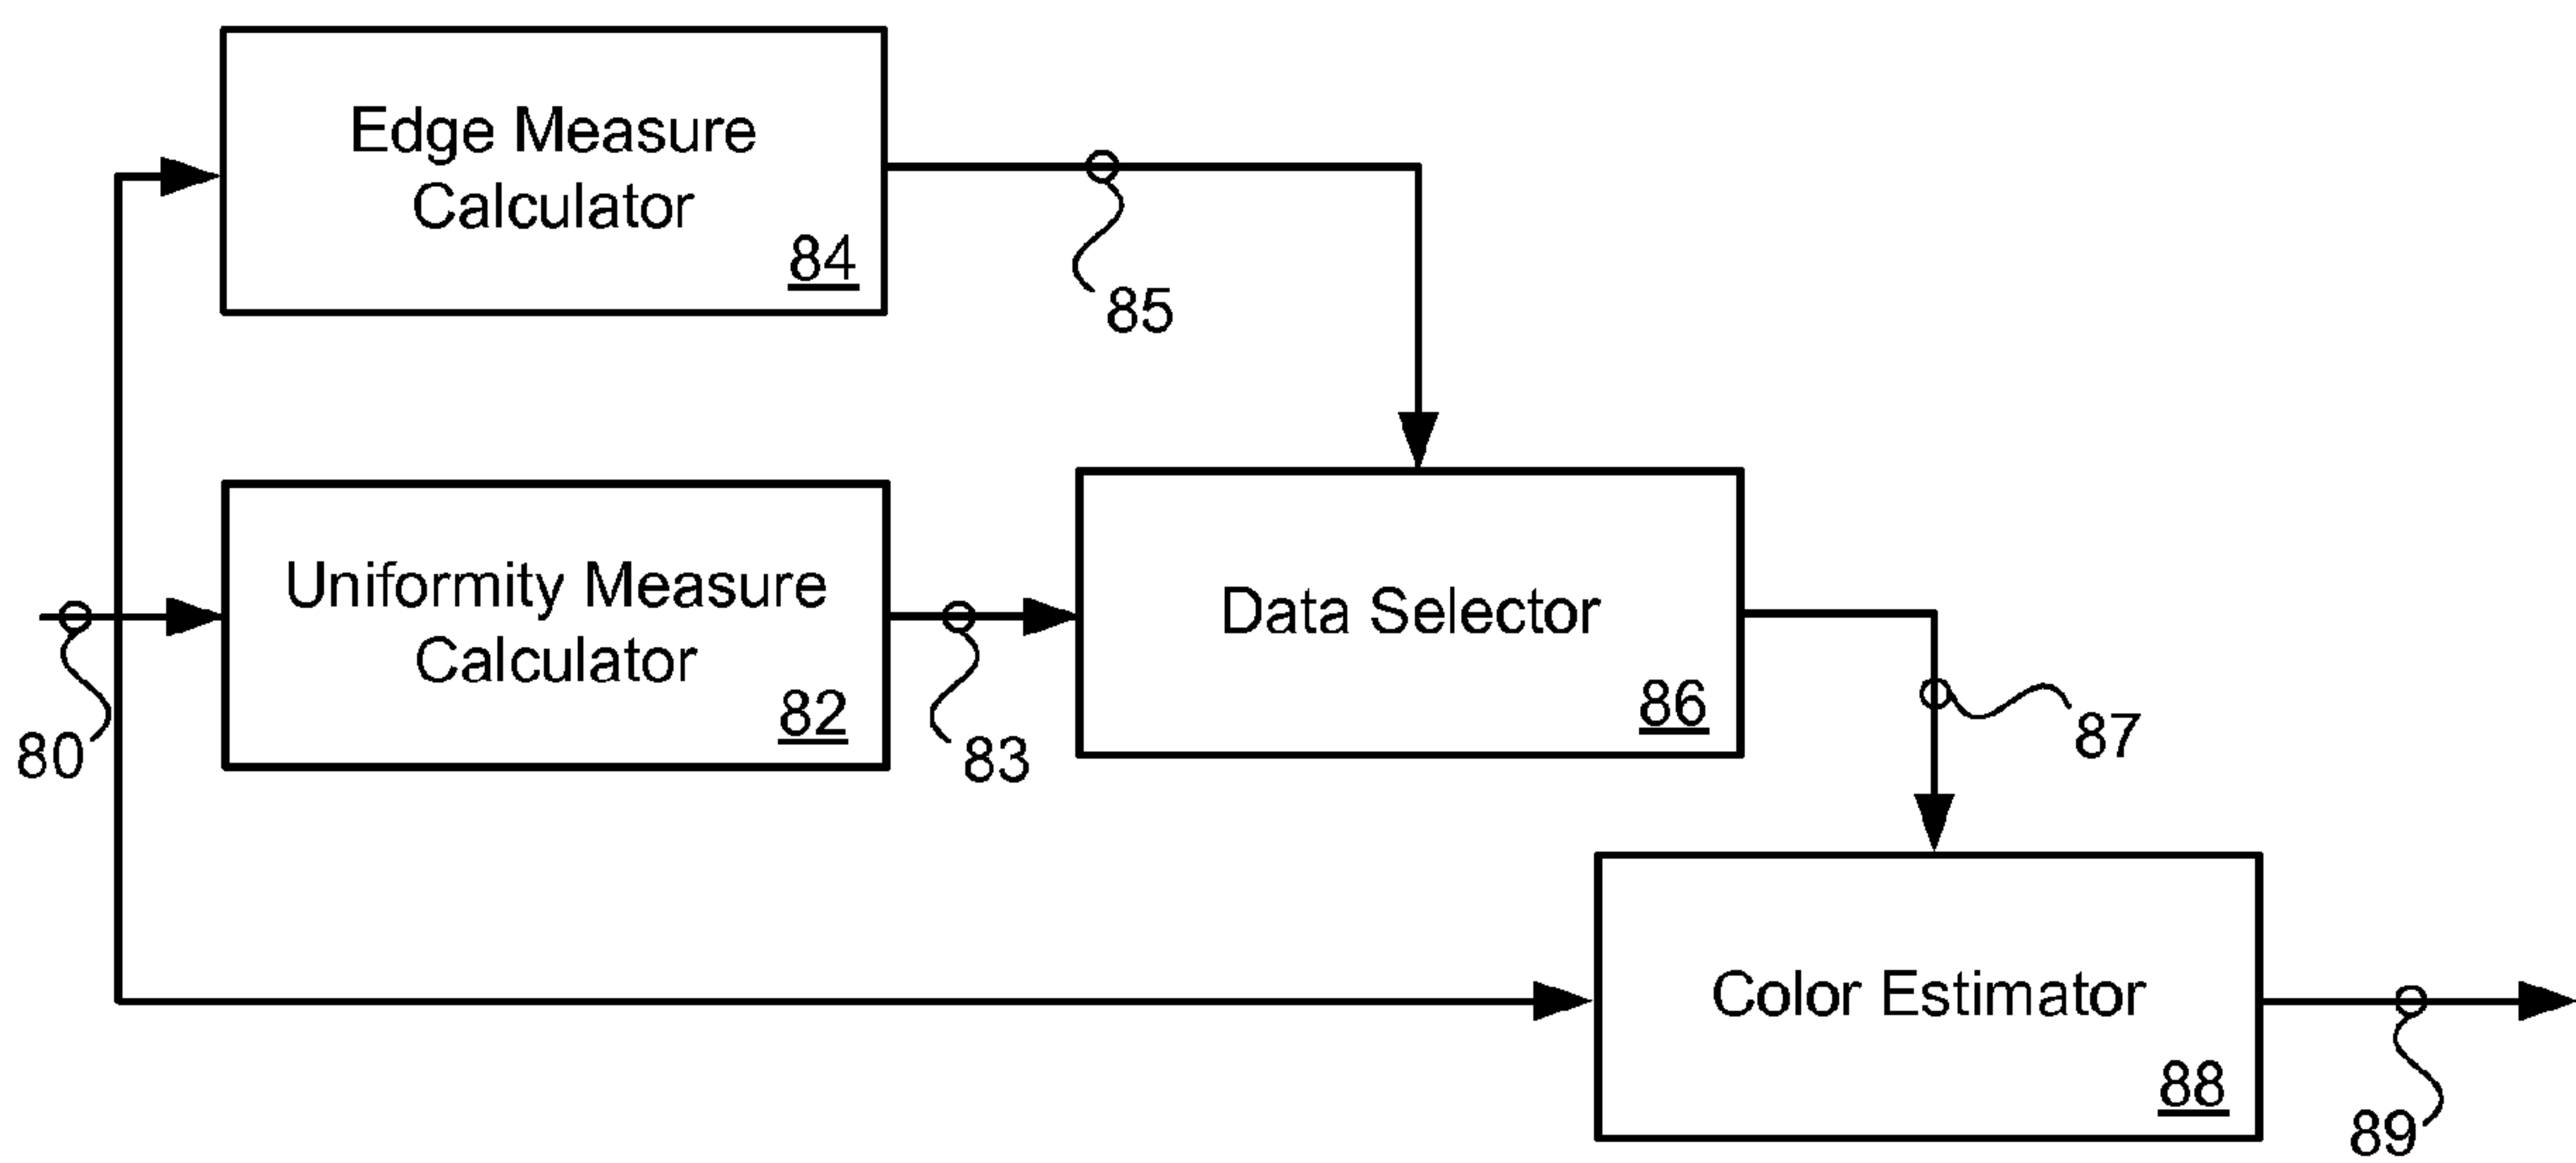 Edge Measure
Calculator
84
85
Uniformity Measure
Calculator
82
80
83
Data Selector
86
87
Color Estimator
88
89